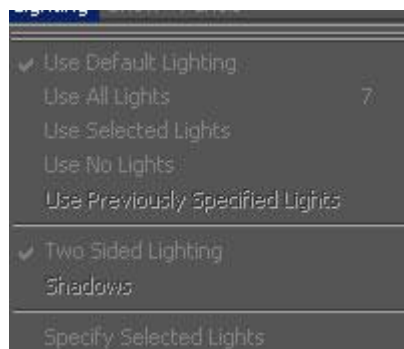 Lighting
✔ Use Default Lighting
Use All Lights 7
Use Selected Lights
Use No Lights
Use Previously Specified Lights
✔ Two Sided Lighting
Shadows
Specify Selected Lights